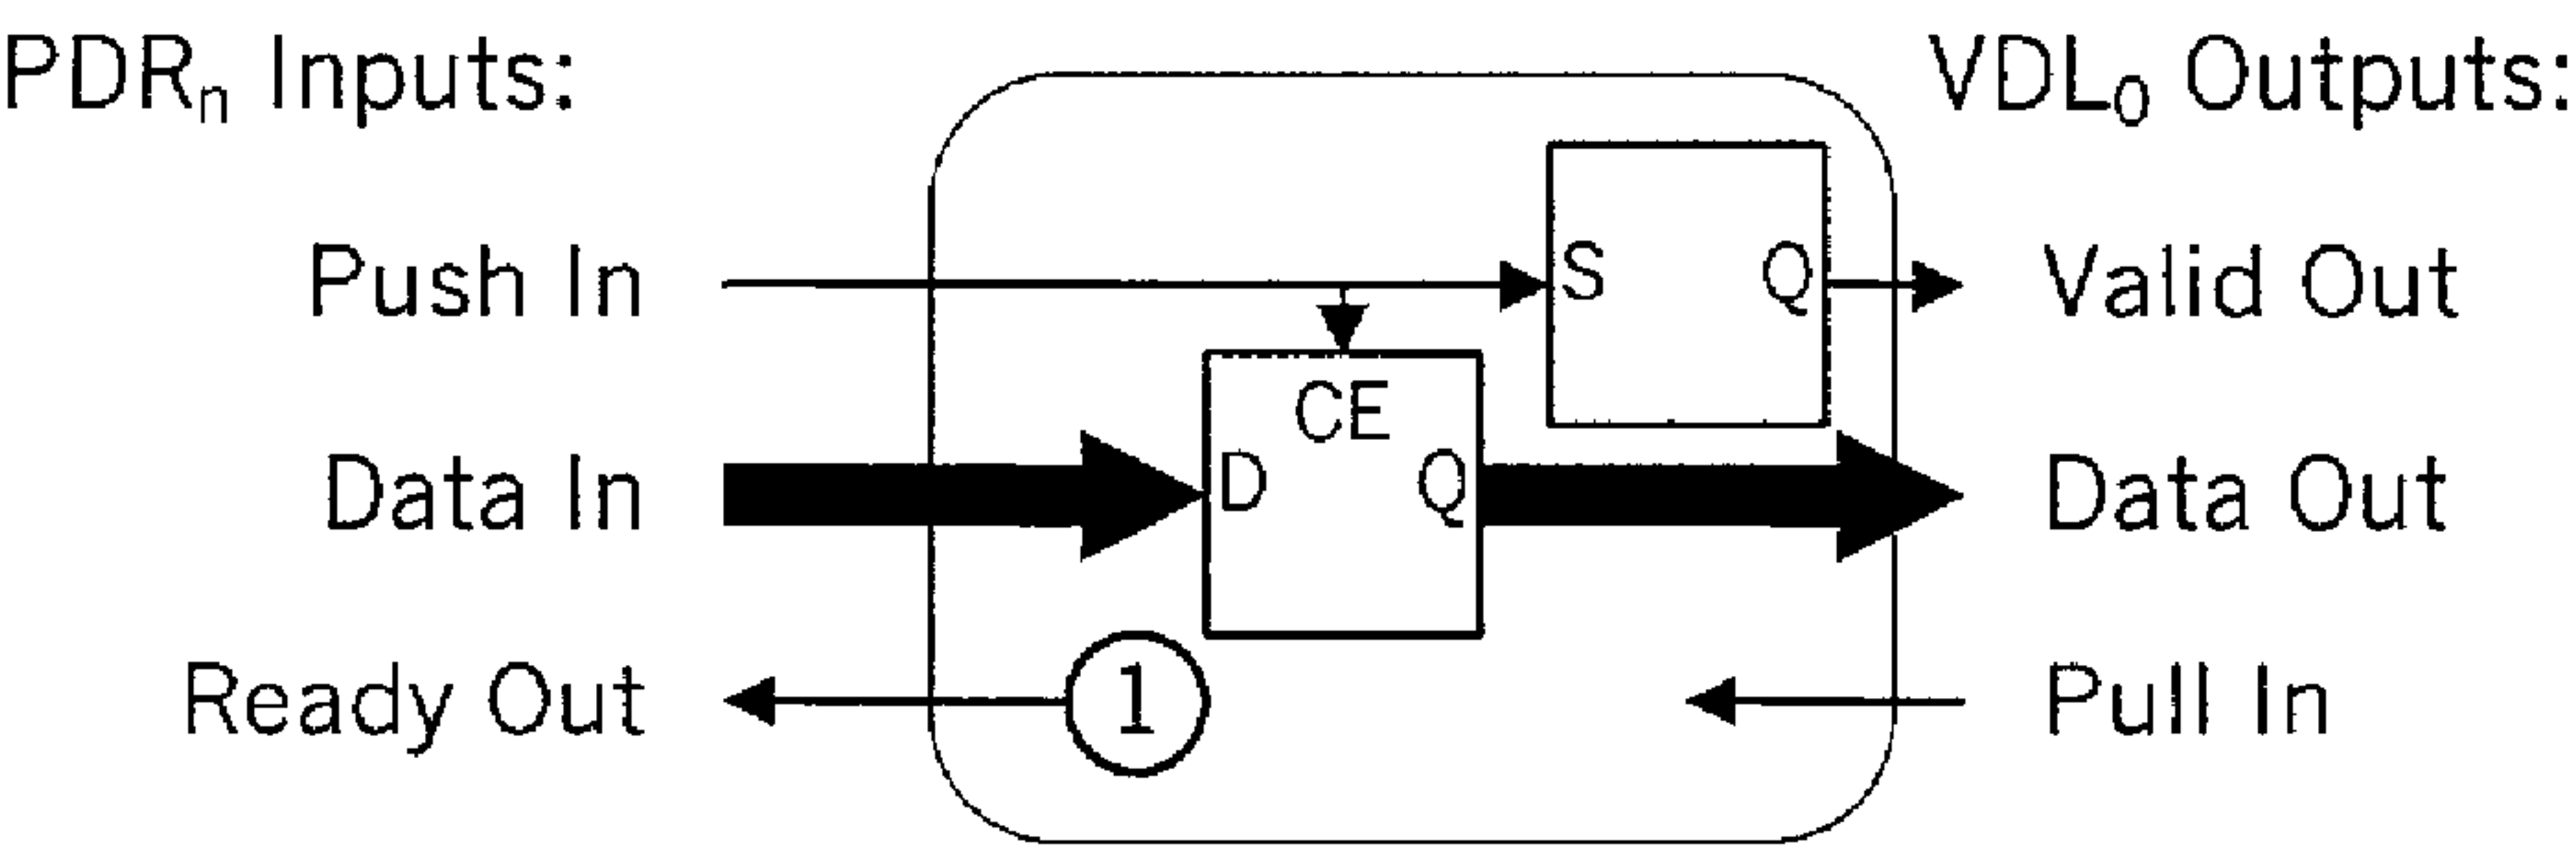 PDRn Inputs: VDL0 Outputs:
Push In S Q Valid Out
CE
Data In D Q Data Out
Ready Out 1 Pull In